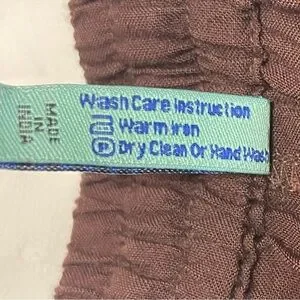 Wash Care Instruction
Warm Iron
Dry Clean Or Hand Wash
MADE
IN
INDIA